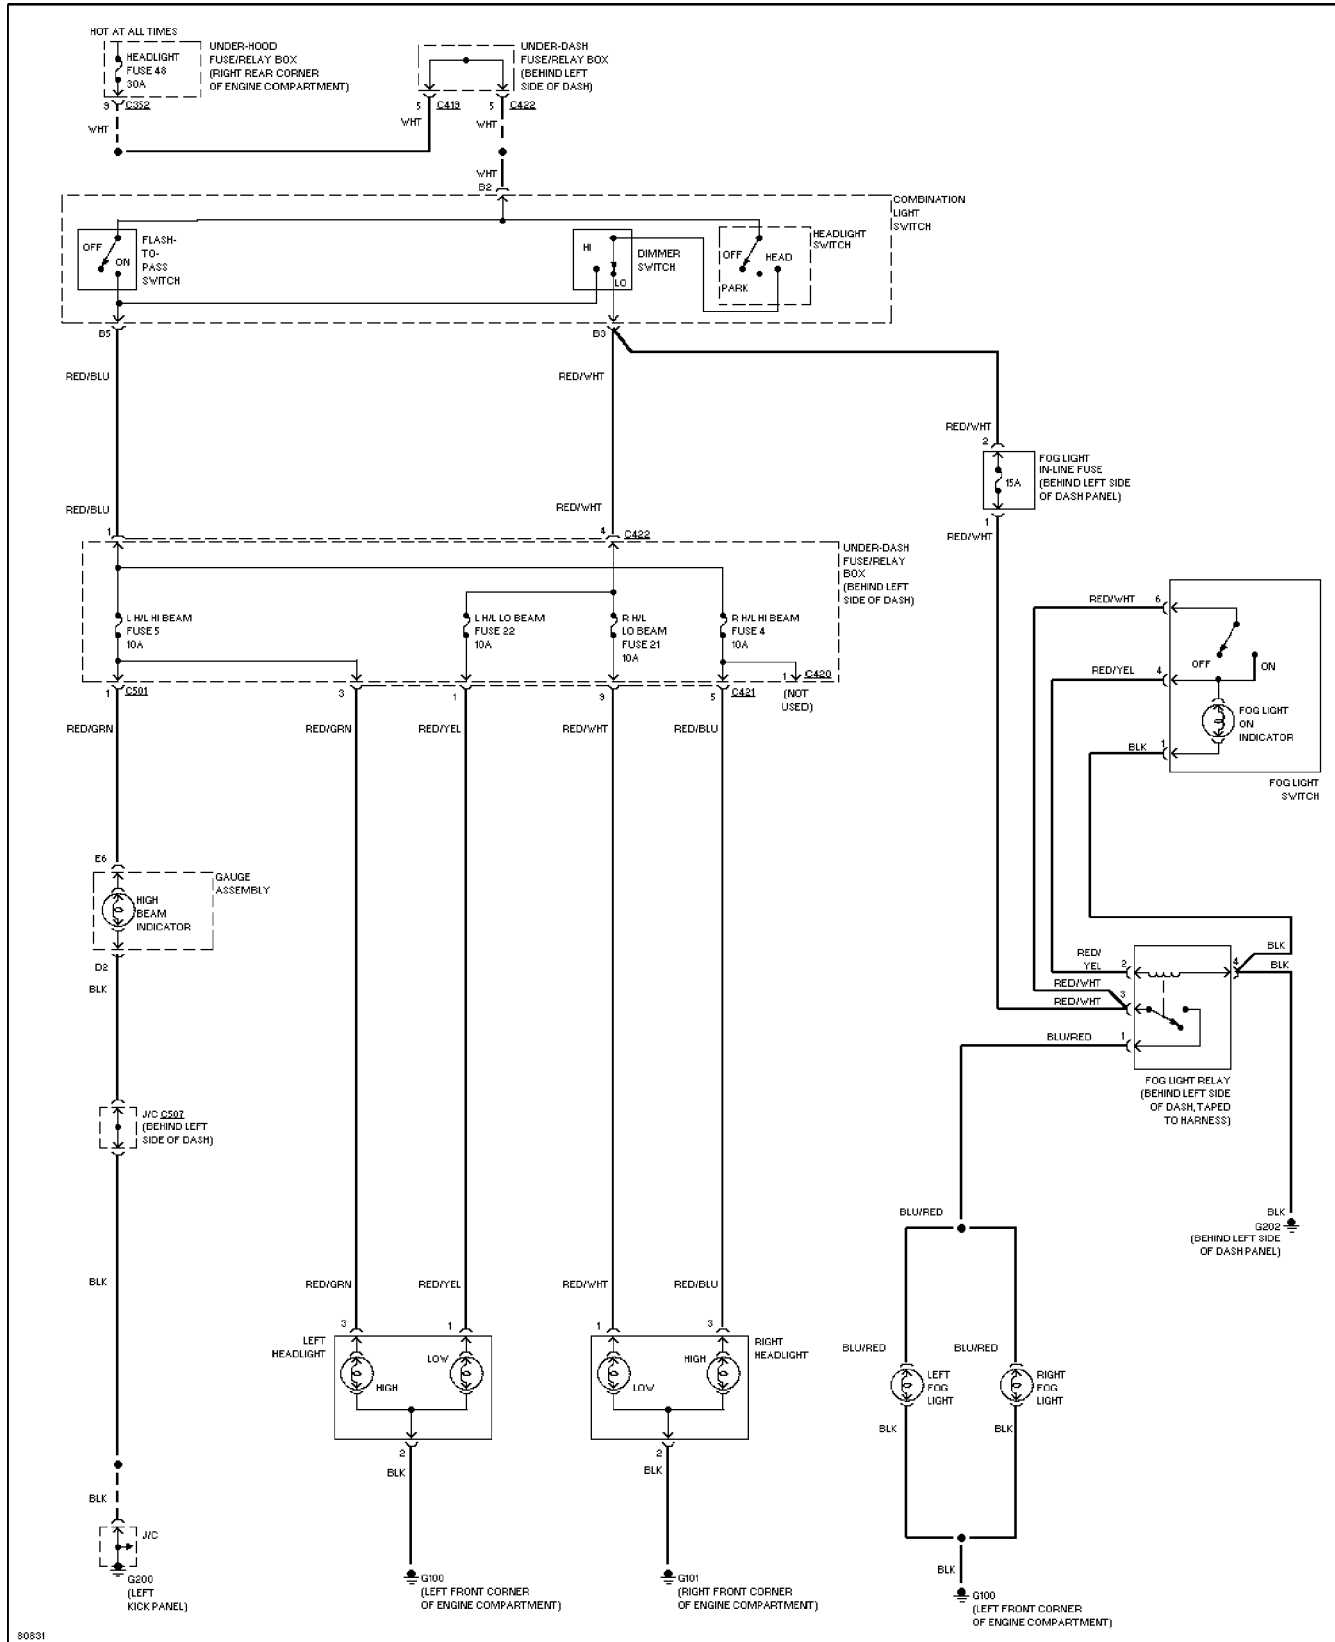 HOT AT ALL TIMES
HEADLIGHT
FUSE 48
30A
UNDER-HOOD
FUSE/RELAY BOX
(RIGHT REAR CORNER
OF ENGINE COMPARTMENT)
UNDER-DASH
FUSE/RELAY BOX
(BEHIND LEFT
SIDE OF DASH)
9 C352
5 C419
5 C422
WHT
WHT
WHT
WHT
B2
COMBINATION
LIGHT
SWITCH
OFF
ON
FLASH-
TO-
PASS
SWITCH
HI
LO
DIMMER
SWITCH
HEADLIGHT
SWITCH
OFF
HEAD
PARK
B5
B3
RED/BLU
RED/WHT
RED/WHT
2
FOG LIGHT
IN-LINE FUSE
(BEHIND LEFT SIDE
OF DASH PANEL)
15A
1
RED/WHT
RED/BLU
RED/WHT
1
4 C422
UNDER-DASH
FUSE/RELAY
BOX
(BEHIND LEFT
SIDE OF DASH)
L H/L HI BEAM
FUSE 5
10A
L H/L LO BEAM
FUSE 22
10A
R H/L
LO BEAM
FUSE 21
10A
R H/L HI BEAM
FUSE 4
10A
1 C501
3
1
9
5 C421
1 C420
(NOT
USED)
RED/GRN
RED/GRN
RED/YEL
RED/WHT
RED/BLU
RED/WHT 6
RED/YEL 4
BLK 1
OFF
ON
FOG LIGHT
ON
INDICATOR
FOG LIGHT
SWITCH
E6
GAUGE
ASSEMBLY
HIGH
BEAM
INDICATOR
D2
BLK
RED/
YEL 2
RED/WHT
RED/WHT 3
BLU/RED 1
4
BLK
BLK
FOG LIGHT RELAY
(BEHIND LEFT SIDE
OF DASH, TAPED
TO HARNESS)
J/C C507
(BEHIND LEFT
SIDE OF DASH)
BLU/RED
BLK
G202
(BEHIND LEFT SIDE
OF DASH PANEL)
BLK
RED/GRN
RED/YEL
RED/WHT
RED/BLU
3
1
1
3
LEFT
HEADLIGHT
HIGH
LOW
LOW
HIGH
RIGHT
HEADLIGHT
BLU/RED
BLU/RED
LEFT
FOG
LIGHT
RIGHT
FOG
LIGHT
BLK
BLK
2
BLK
2
BLK
BLK
J/C
G200
(LEFT
KICK PANEL)
G100
(LEFT FRONT CORNER
OF ENGINE COMPARTMENT)
G101
(RIGHT FRONT CORNER
OF ENGINE COMPARTMENT)
BLK
G100
(LEFT FRONT CORNER
OF ENGINE COMPARTMENT)
80831